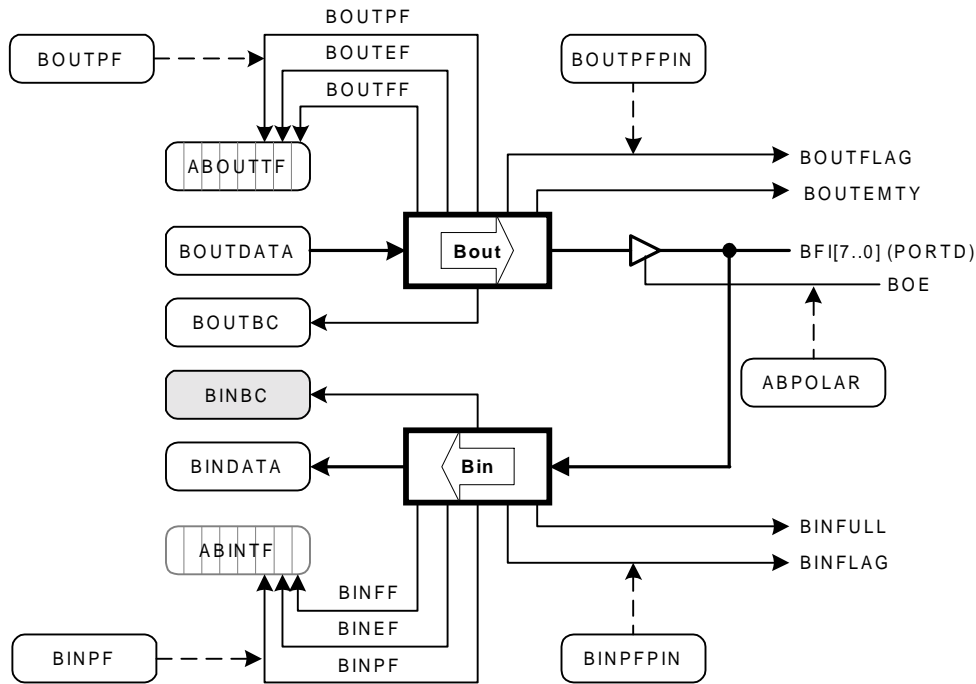 BOUTPF
BOUTPF
BOUTEF
BOUTFF
BOUTPFPIN
ABOUTTF
BOUTFLAG
BOUTEMTY
BOUTDATA
Bout
BFI[7..0] (PORTD)
BOE
BOUTBC
ABPOLAR
BINBC
BINDATA
Bin
ABINTF
BINFULL
BINFLAG
BINFF
BINEF
BINPF
BINPF
BINPFPIN